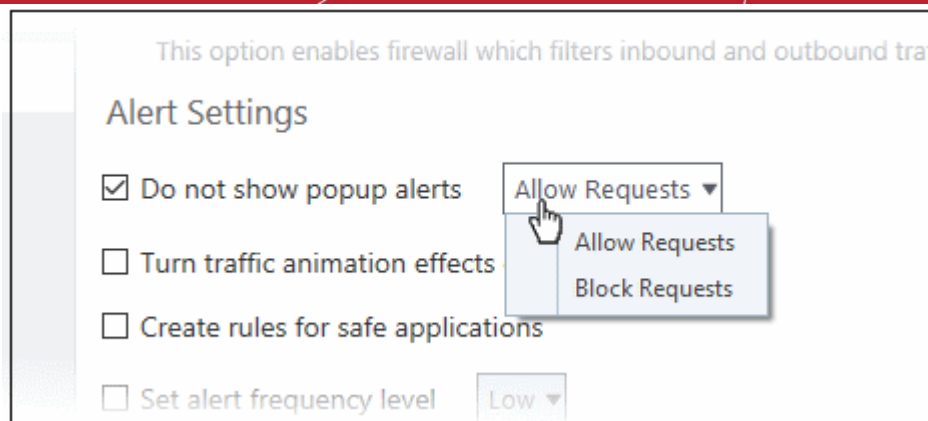 This option enables firewall which filters inbound and outbound
Alert Settings
Do not show popup alerts Allow Requests
Allow Requests
Turn traffic animation effects
Block Requests
Create rules for safe applications
Set alert frequency level Low